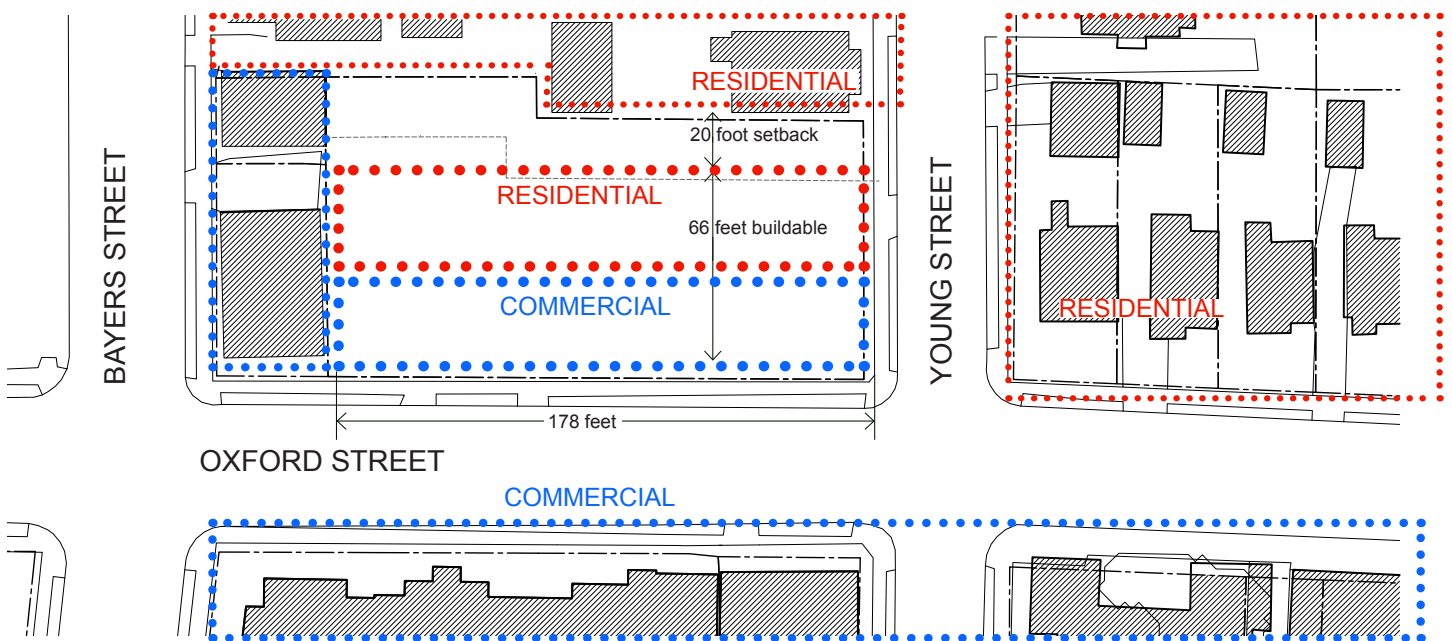 RESIDENTIAL
20 foot setback
RESIDENTIAL
66 feet buildable
COMMERCIAL
BAYERS STREET
YOUNG STREET
RESIDENTIAL
178 feet
OXFORD STREET
COMMERCIAL